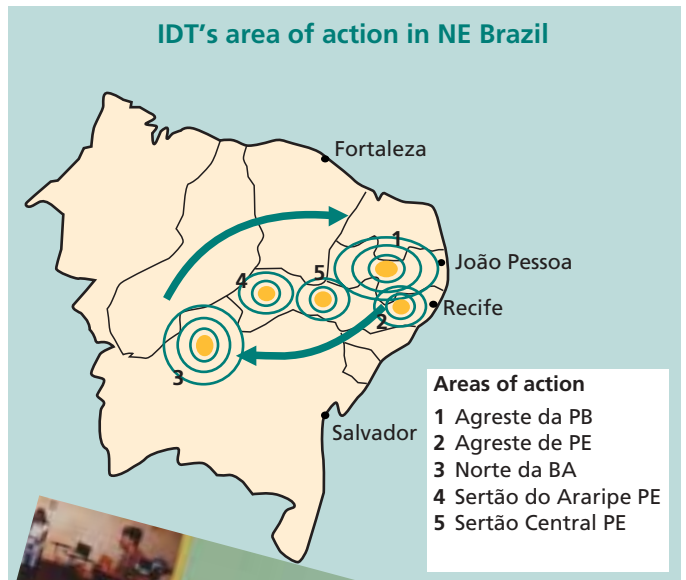 IDT's area of action in NE Brazil
Fortaleza
1
João Pessoa
4
5
Recife
2
3
Salvador
Areas of action
1 Agreste da PB
2 Agreste de PE
3 Norte da BA
4 Sertão do Araripe PE
5 Sertão Central PE